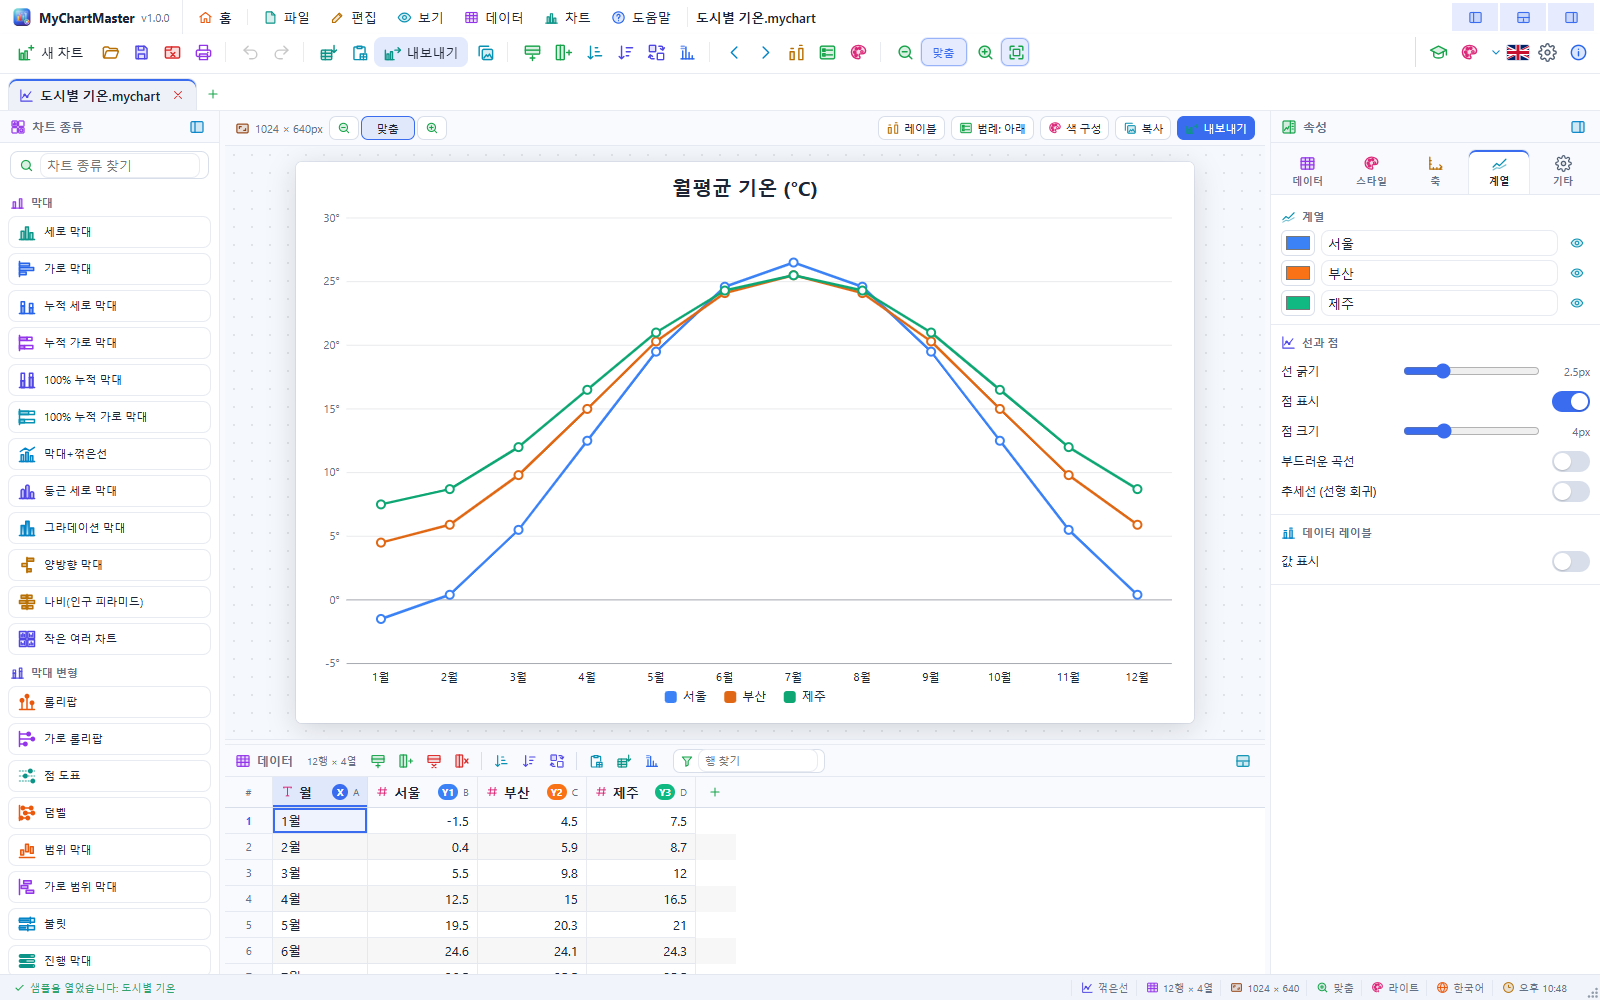 MyChartMaster v1.0.0 홈 파일 편집 보기 데이터 차트 도움말 도시별 기온.mychart
새 차트 내보내기 맞춤
도시별 기온.mychart
차트 종류
차트 종류 찾기
막대
세로 막대
가로 막대
누적 세로 막대
누적 가로 막대
100% 누적 막대
100% 누적 가로 막대
막대+꺾은선
둥근 세로 막대
그라데이션 막대
양방향 막대
나비(인구 피라미드)
작은 여러 차트
막대 변형
롤리팝
가로 롤리팝
점 도표
덤벨
범위 막대
가로 범위 막대
불릿
진행 막대
1024 × 640px 맞춤 레이블 범례: 아래 색 구성 복사 내보내기
월평균 기온 (°C)
30°
25°
20°
15°
10°
5°
0°
-5°
1월 2월 3월 4월 5월 6월 7월 8월 9월 10월 11월 12월
서울 부산 제주
데이터 12행 × 4열 행 찾기
# 월 X A 서울 Y1 B 부산 Y2 C 제주 Y3 D
1 1월 -1.5 4.5 7.5
2 2월 0.4 5.9 8.7
3 3월 5.5 9.8 12
4 4월 12.5 15 16.5
5 5월 19.5 20.3 21
6 6월 24.6 24.1 24.3
속성
데이터 스타일 축 계열 기타
계열
서울
부산
제주
선과 점
선 굵기 2.5px
점 표시
점 크기 4px
부드러운 곡선
추세선 (선형 회귀)
데이터 레이블
값 표시
샘플을 열었습니다: 도시별 기온 꺾은선 12행 × 4열 1024 × 640 맞춤 라이트 한국어 오후 10:48